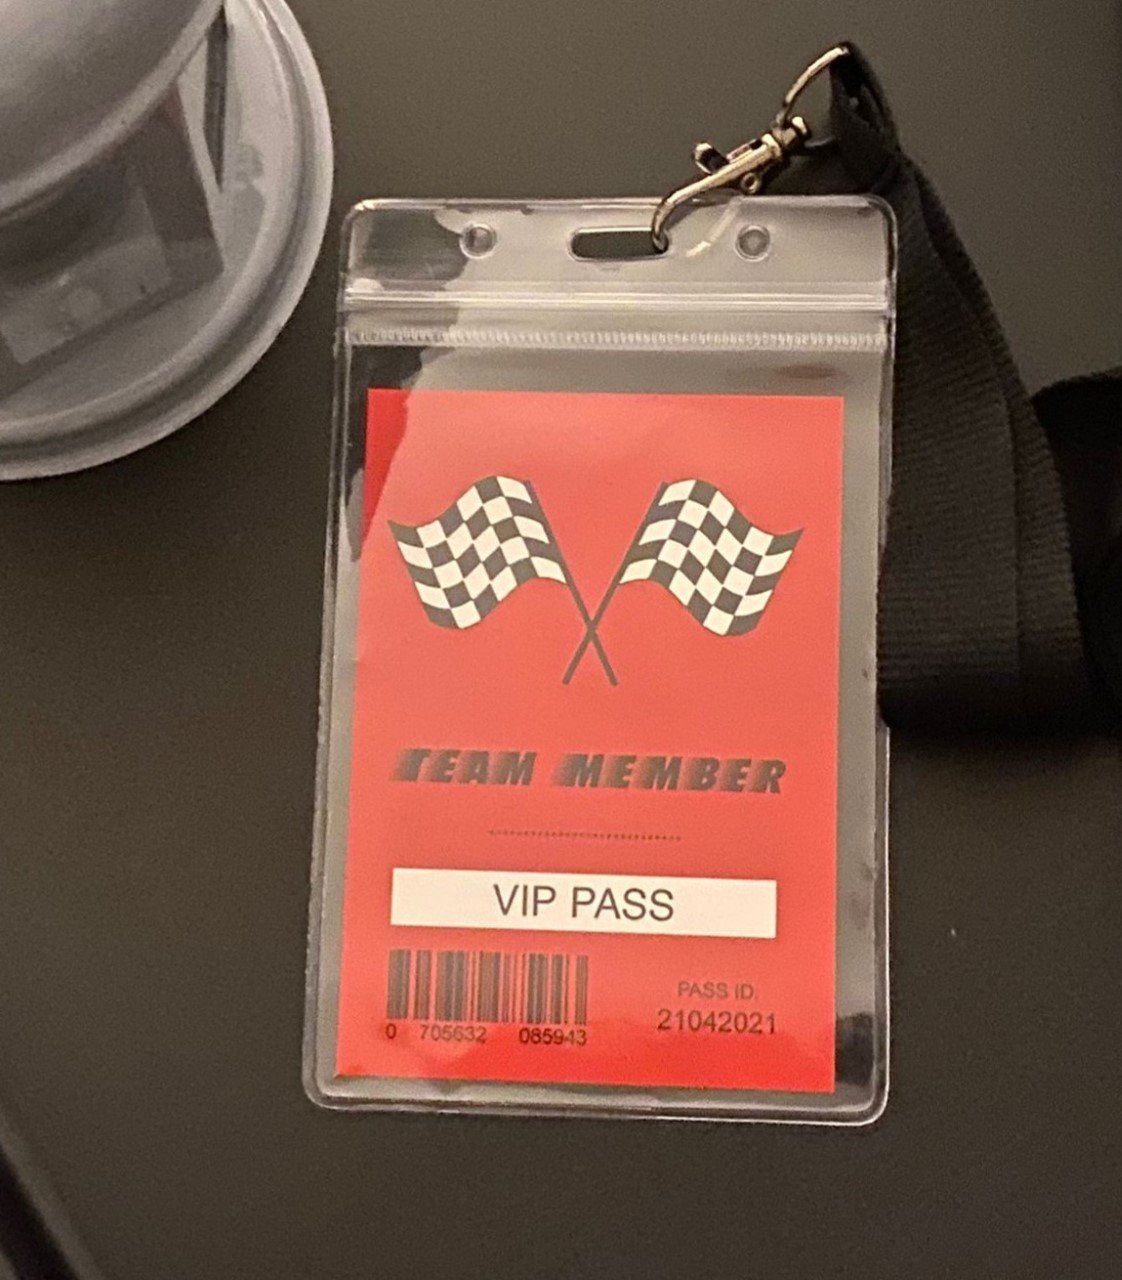 TEAM MEMBER
VIP PASS
PASS ID.
21042021
0 705632 085943